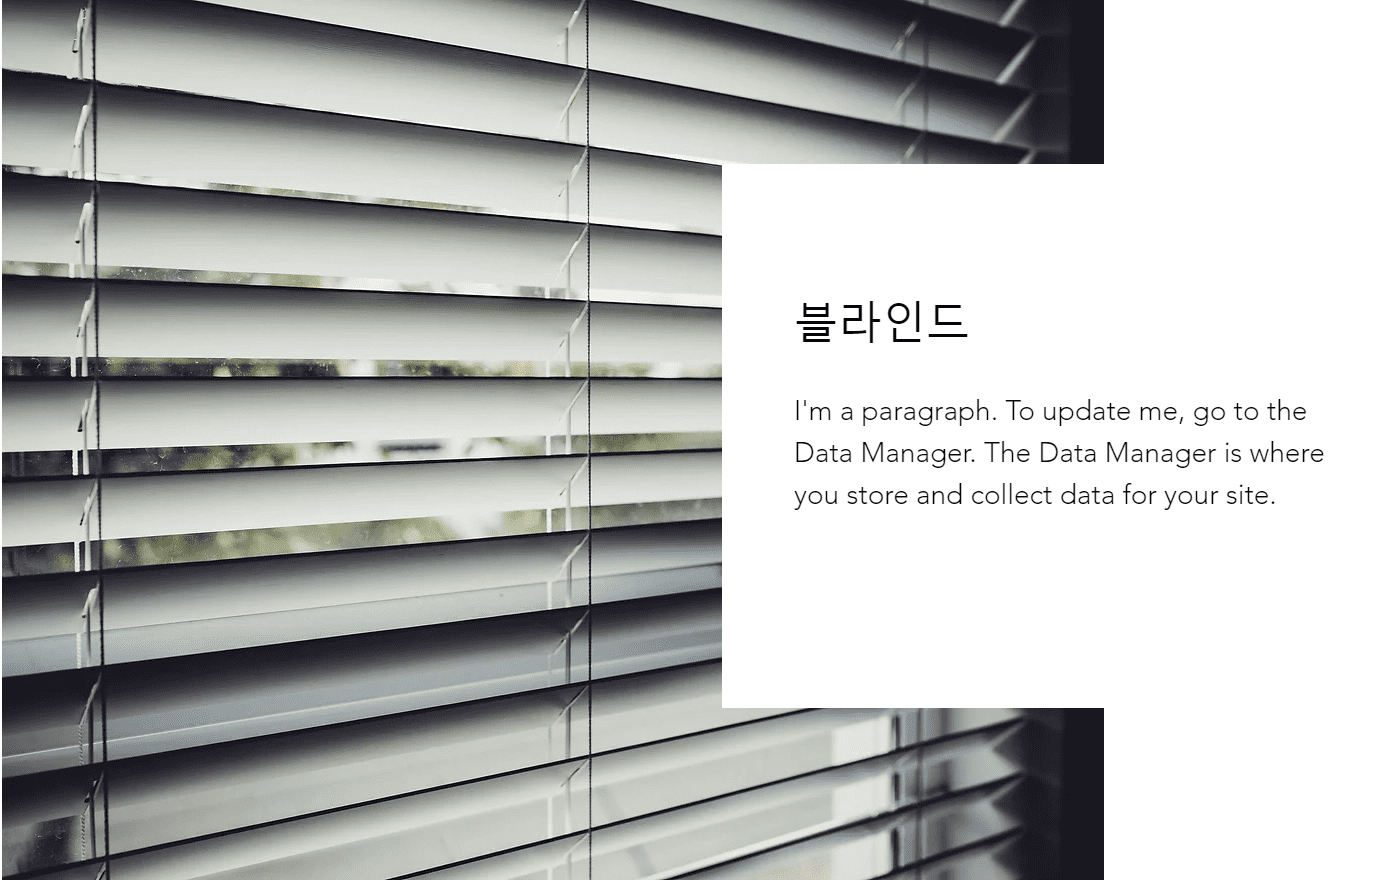 블라인드
I'm a paragraph. To update me, go to the
Data Manager. The Data Manager is where
you store and collect data for your site.